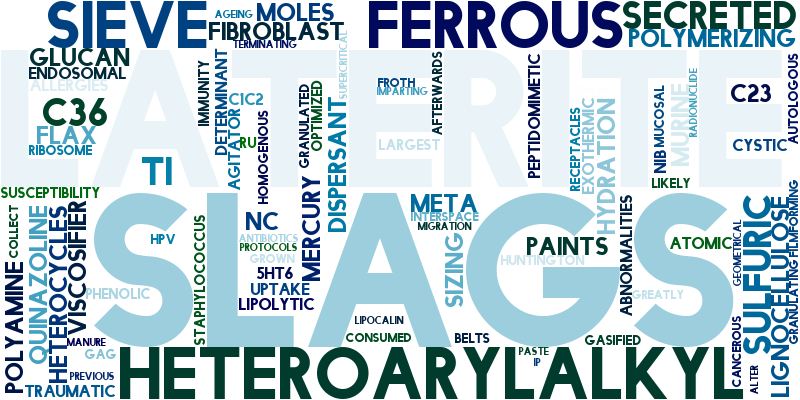 SIEVE
AGEING
MOLES
FIBROBLAST
TERMINATING
FERROUS
SECRETED
POLYMERIZING
LATERITE
GLUCAN
ENDOSOMAL
ALLERGIES
C36
FLAX
RIBOSOME
TI
IMMUNITY
DETERMINANT
C1C2
AGITATOR
RU
HOMOGENOUS
GRANULATED
OPTIMIZED
SUPERCRITICAL
DISPERSANT
FROTH
IMPARTING
LARGEST
AFTERWARDS
PEPTIDOMIMETIC
RECEPTACLES
EXOTHERMIC
HYDRATION
NIB
MUCOSAL
MURINE
RADIONUCLIDE
C23
CYSTIC
AUTOLOGOUS
LIKELY
SUSCEPTIBILITY
SLAGS
COLLECT
POLYAMINE
QUINAZOLINE
HETEROCYCLES
VISCOSIFIER
PHENOLIC
HPV
STAPHYLOCOCCUS
NC
ANTIBIOTICS
PROTOCOLS
GROWN
5HT6
UPTAKE
LIPOLYTIC
MERCURY
META
INTERSPACE
MIGRATION
SIZING
PAINTS
HUNTINGTON
ABNORMALITIES
ATOMIC
GREATLY
GEOMETRICAL
SULFURIC
LIGNOCELLULOSE
FILMFORMING
GRANULATING
LIPOCALIN
CONSUMED
BELTS
GASIFIED
MANURE
GAG
PREVIOUS
TRAUMATIC
HETEROARYLALKYL
PASTE
IP
CANCEROUS
ALTER